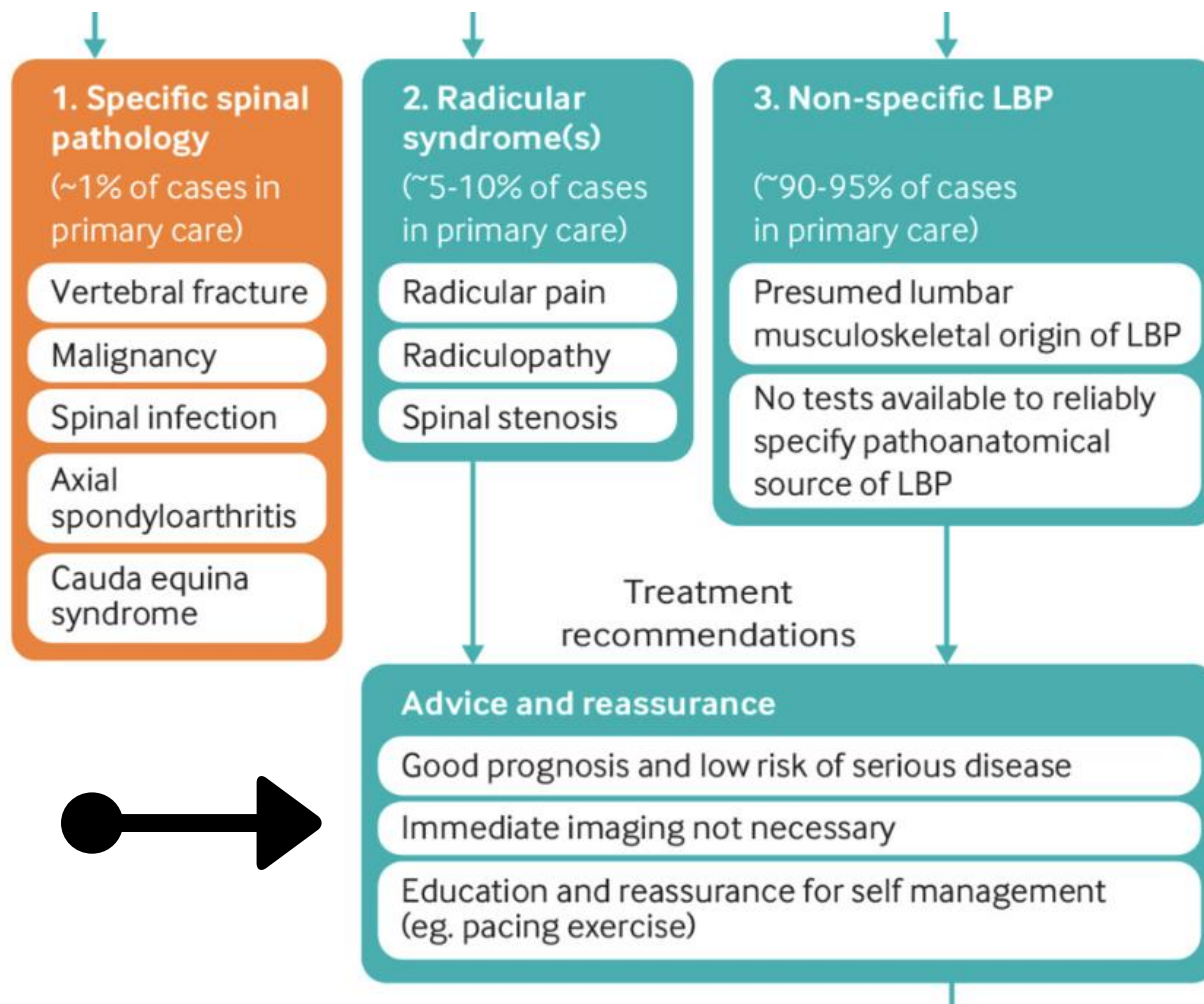 1. Specific spinal
pathology
(~1% of cases in
primary care)
Vertebral fracture
Malignancy
Spinal infection
Axial
spondyloarthritis
Cauda equina
syndrome
2. Radicular
syndrome(s)
(~5-10% of cases
in primary care)
Radicular pain
Radiculopathy
Spinal stenosis
3. Non-specific LBP
(~90-95% of cases
in primary care)
Presumed lumbar
musculoskeletal origin of LBP
No tests available to reliably
specify pathoanatomical
source of LBP
Treatment
recommendations
Advice and reassurance
Good prognosis and low risk of serious disease
Immediate imaging not necessary
Education and reassurance for self management
(eg. pacing exercise)